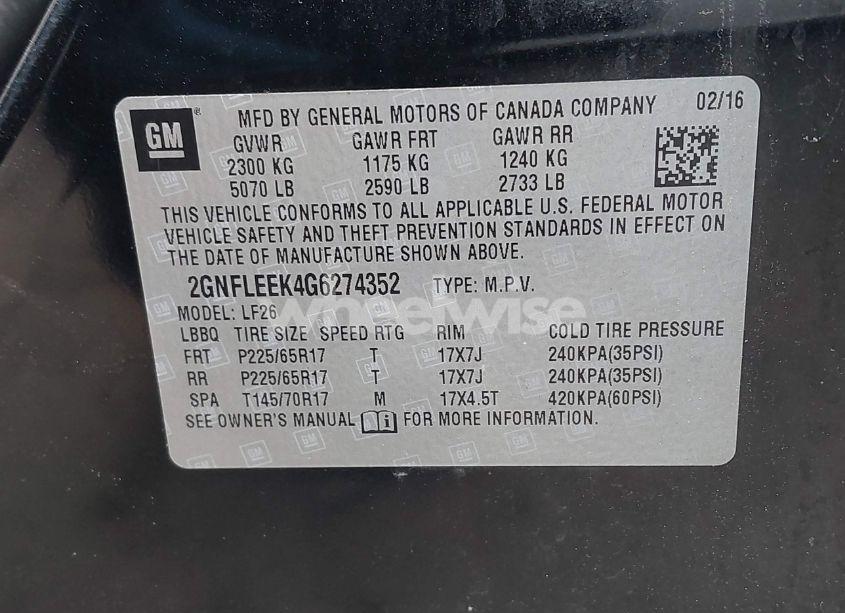 GM ® MFD BY GENERAL MOTORS OF CANADA COMPANY 02/16
GVWR GAWR FRT GAWR RR
2300 KG 1175 KG 1240 KG
5070 LB 2590 LB 2733 LB
THIS VEHICLE CONFORMS TO ALL APPLICABLE U.S. FEDERAL MOTOR
VEHICLE SAFETY AND THEFT PREVENTION STANDARDS IN EFFECT ON
THE DATE OF MANUFACTURE SHOWN ABOVE.
2GNFLEEK4G6274352 TYPE: M.P.V.
MODEL: LF26
wheelwise
LBBQ TIRE SIZE SPEED RTG RIM COLD TIRE PRESSURE
FRT P225/65R17 T 17X7J 240KPA(35PSI)
RR P225/65R17 T 17X7J 240KPA(35PSI)
SPA T145/70R17 M 17X4.5T 420KPA(60PSI)
SEE OWNER'S MANUAL FOR MORE INFORMATION.